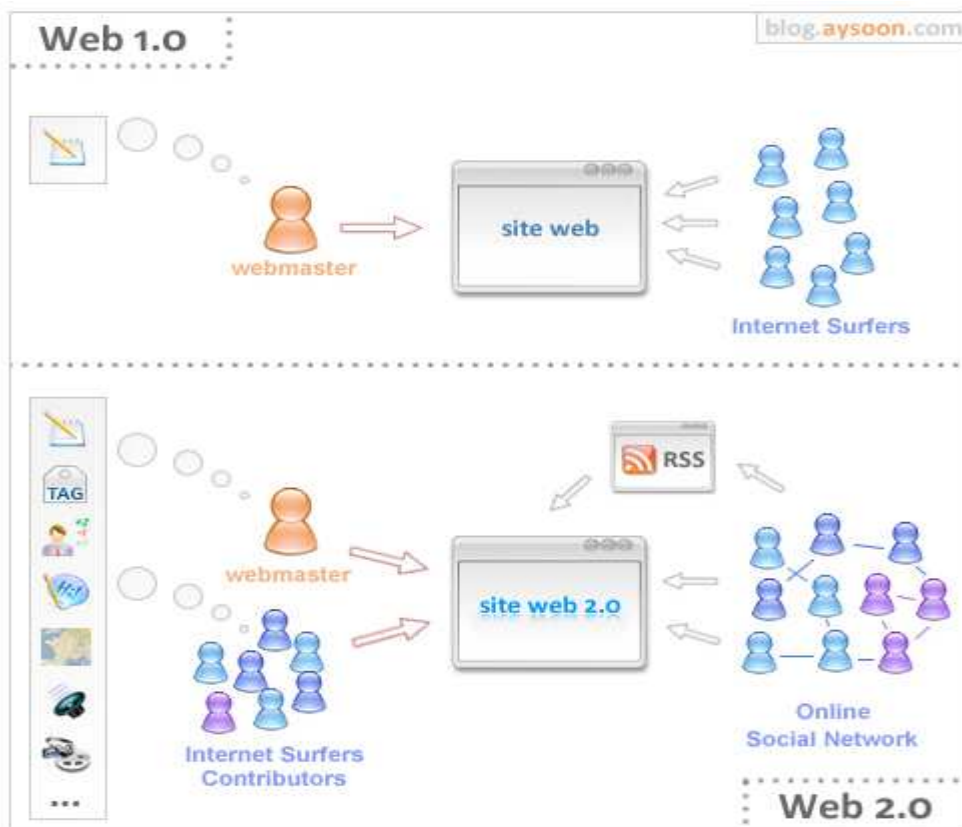 Web 1.0
blog.aysoon.com
site web
webmaster
Internet Surfers
TAG
Hi!
RSS
webmaster
site web 2.0
Internet Surfers
Contributors
Online
Social Network
...
Web 2.0